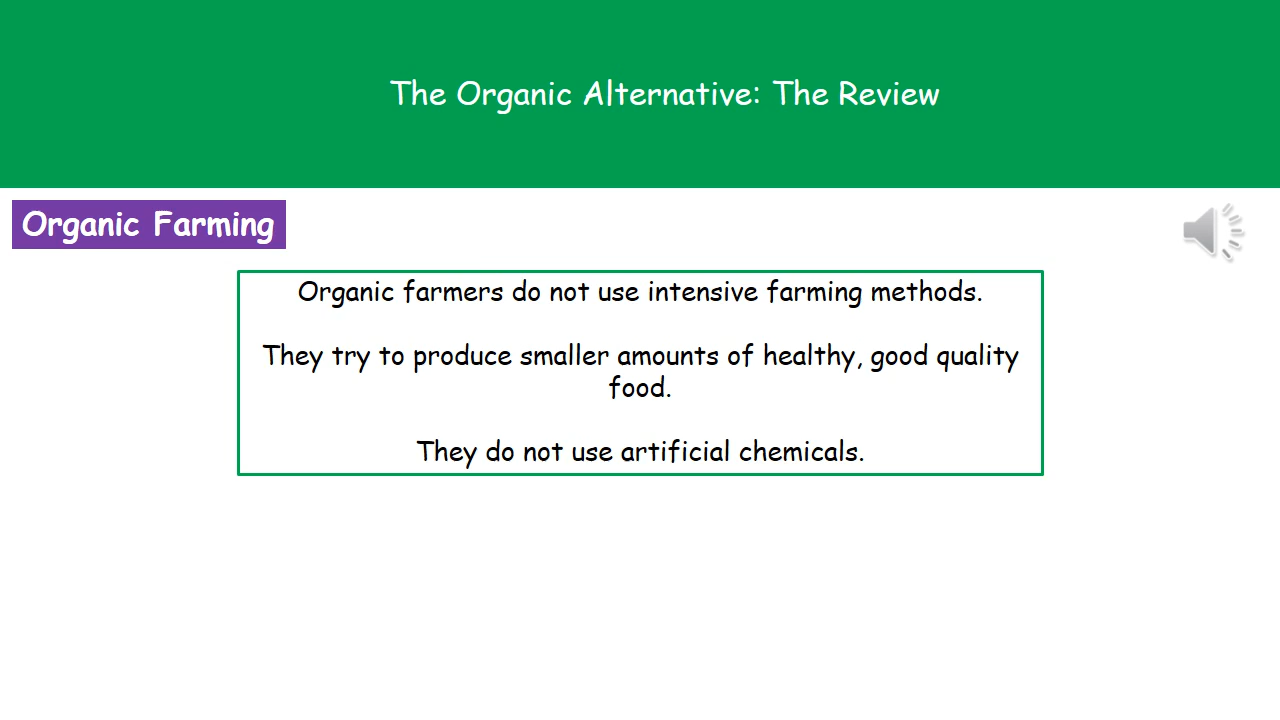 The Organic Alternative: The Review
Organic Farming
Organic farmers do not use intensive farming methods.
They try to produce smaller amounts of healthy, good quality
food.
They do not use artificial chemicals.